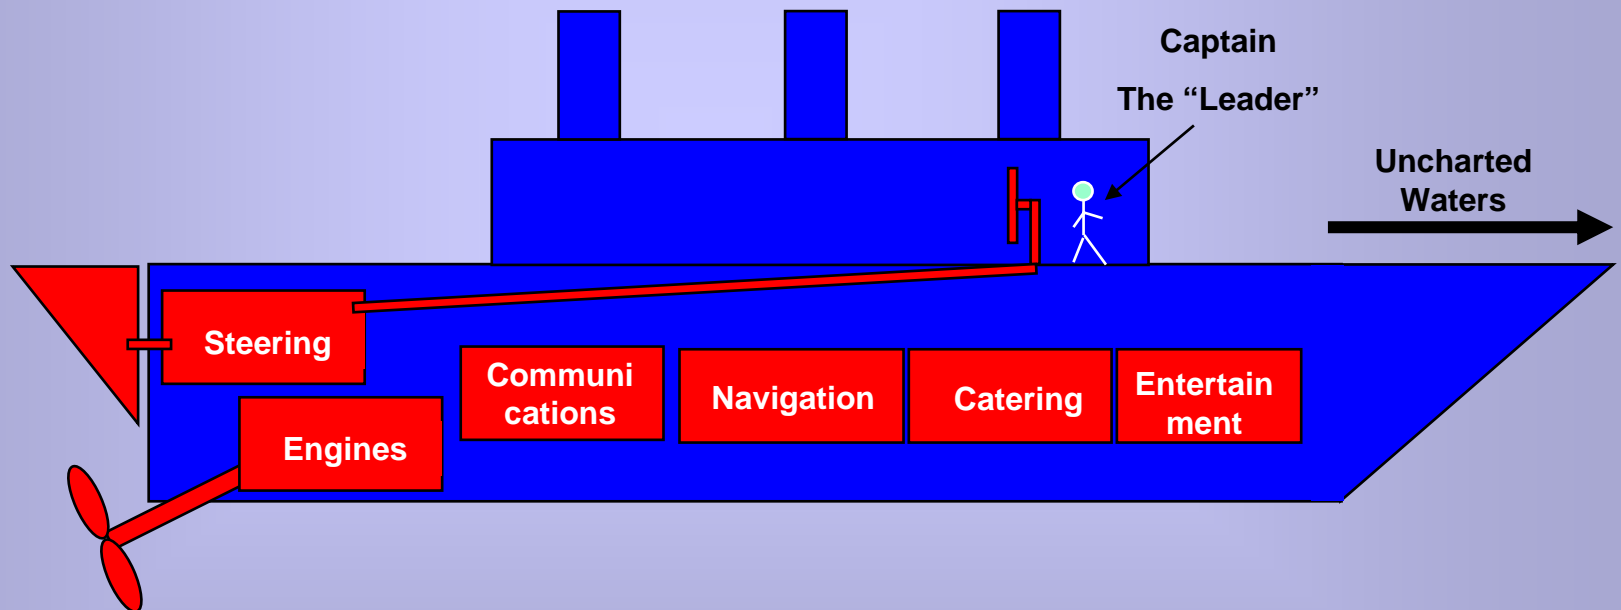 Captain
The “Leader”
Uncharted
Waters
Steering
Communi
cations
Navigation
Catering
Entertain
ment
Engines